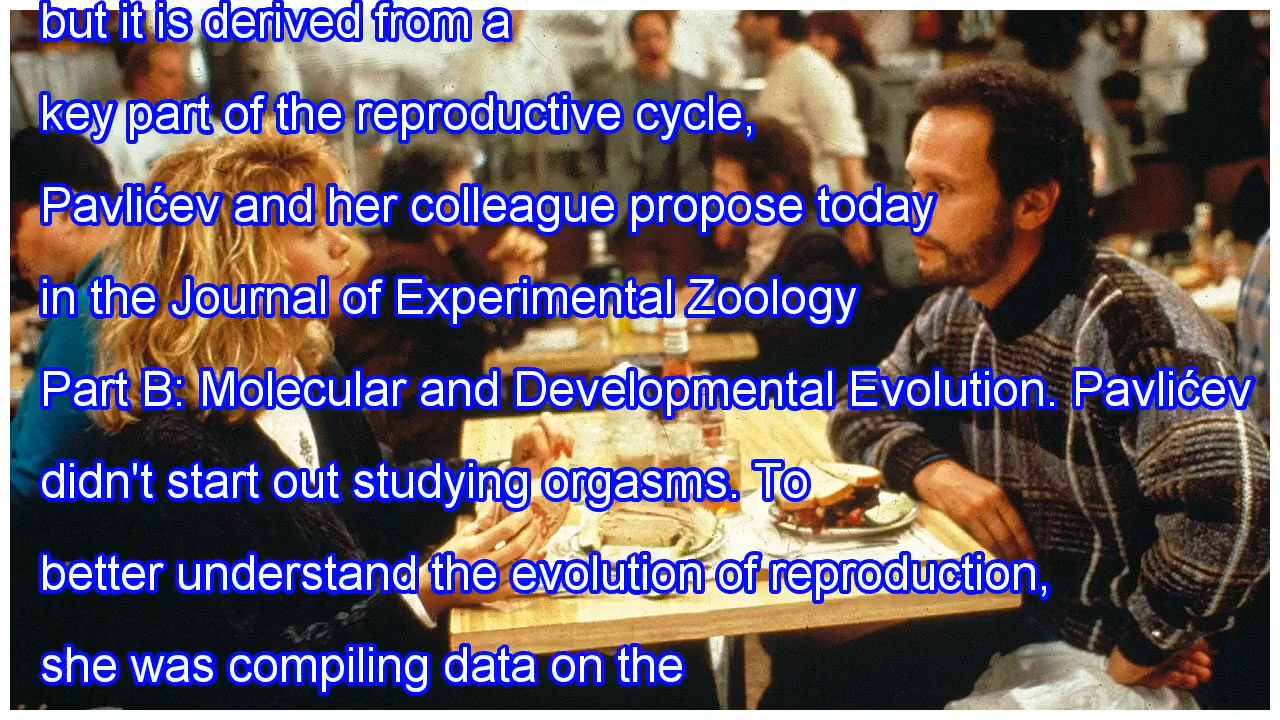 but it is derived from a
key part of the reproductive cycle,
Pavlićev and her colleague propose today
in the Journal of Experimental Zoology
Part B: Molecular and Developmental Evolution. Pavlićev
didn't start out studying orgasms. To
better understand the evolution of reproduction,
she was compiling data on the